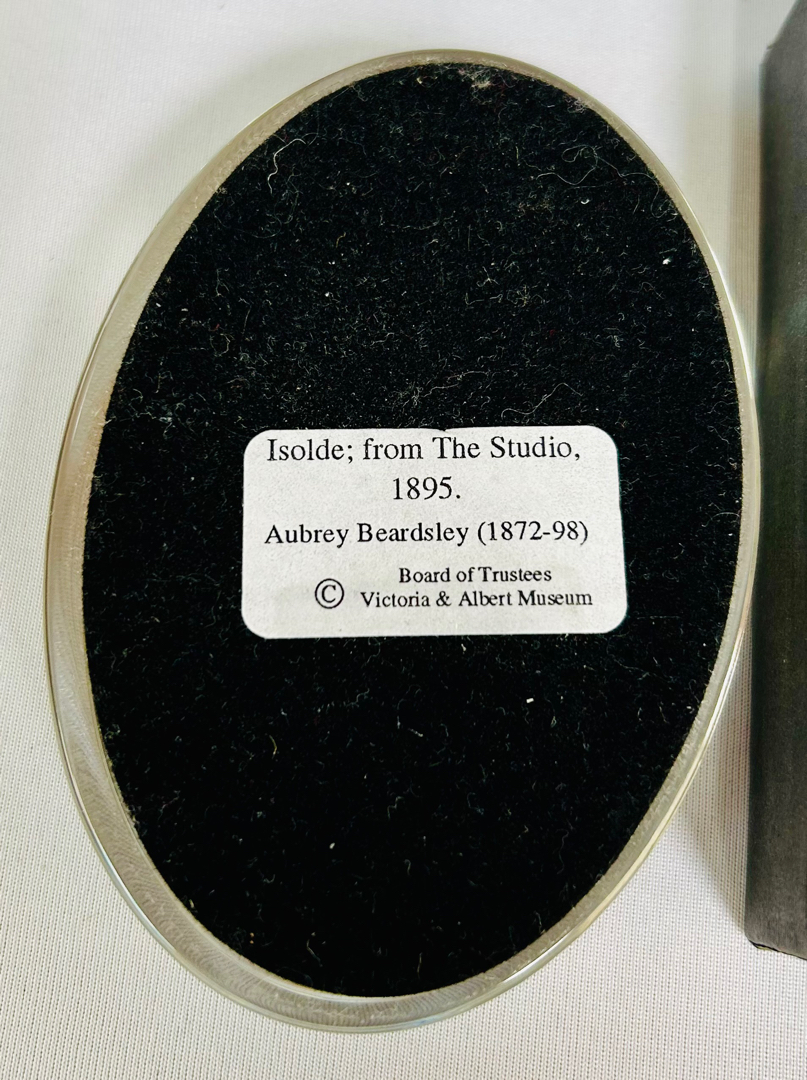 Isolde; from The Studio,
1895.
Aubrey Beardsley (1872-98)
Board of Trustees
© Victoria & Albert Museum